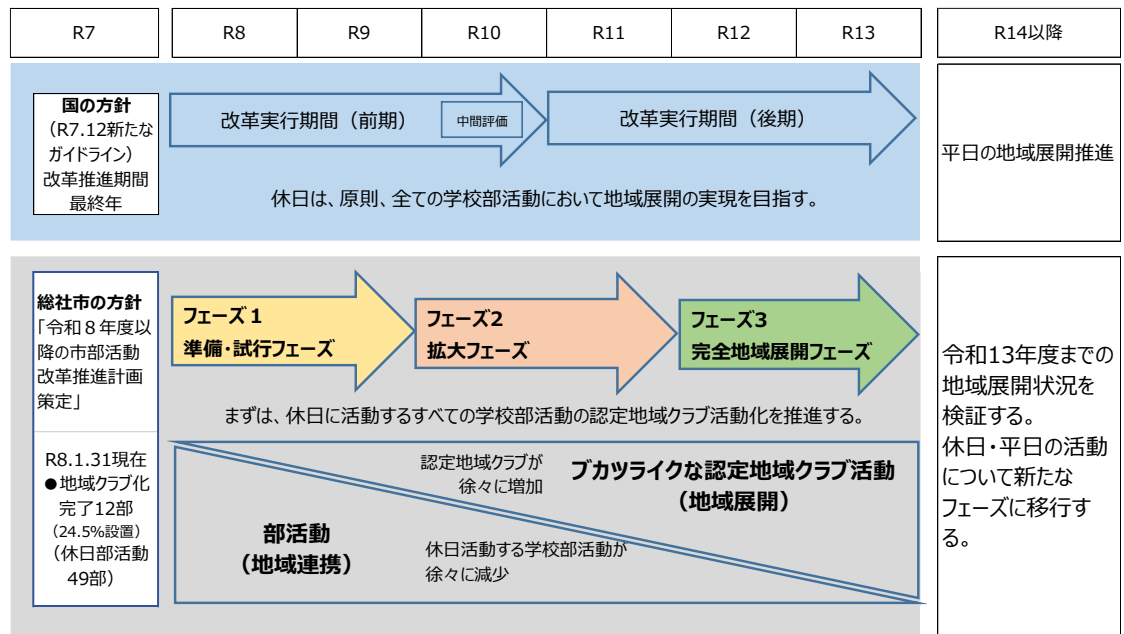 R7
R8
R9
R10
R11
R12
R13
R14以降
国の方針
（R7.12新たな
ガイドライン）
改革推進期間
最終年
改革実行期間（前期）
中間評価
改革実行期間（後期）
休日は、原則、全ての学校部活動において地域展開の実現を目指す。
平日の地域展開推進
総社市の方針
「令和８年度以
降の市部活動
改革推進計画
策定」
フェーズ１
準備・試行フェーズ
フェーズ2
拡大フェーズ
フェーズ3
完全地域展開フェーズ
まずは、休日に活動するすべての学校部活動の認定地域クラブ活動化を推進する。
R8.1.31現在
●地域クラブ化
完了12部
(24.5%設置)
（休日部活動
49部）
認定地域クラブが
徐々に増加
ブカツライクな認定地域クラブ活動
（地域展開）
部活動
（地域連携）
休日活動する学校部活動が
徐々に減少
令和13年度までの
地域展開状況を
検証する。
休日・平日の活動
について新たな
フェーズに移行す
る。